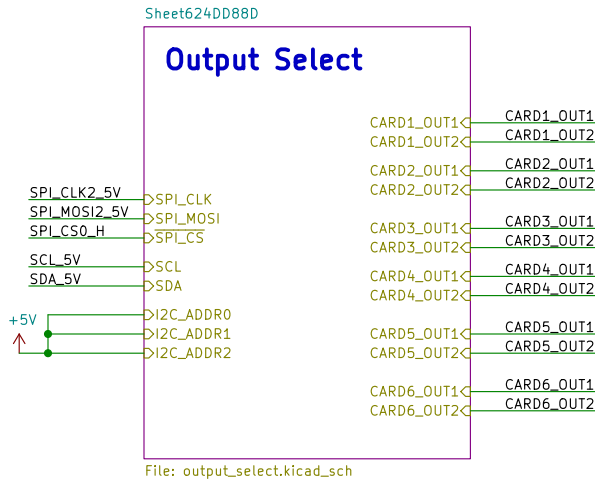 Sheet624DD88D
Output Select
CARD1_OUT1 CARD1_OUT1
CARD1_OUT2 CARD1_OUT2
CARD2_OUT1 CARD2_OUT1
CARD2_OUT2 CARD2_OUT2
SPI_CLK2_5V SPI_CLK
SPI_MOSI2_5V SPI_MOSI
CARD3_OUT1 CARD3_OUT1
SPI_CS0_H SPI_CS
CARD3_OUT2 CARD3_OUT2
SCL_5V SCL
CARD4_OUT1 CARD4_OUT1
SDA_5V SDA
CARD4_OUT2 CARD4_OUT2
+5V I2C_ADDR0
I2C_ADDR1
CARD5_OUT1 CARD5_OUT1
I2C_ADDR2
CARD5_OUT2 CARD5_OUT2
CARD6_OUT1 CARD6_OUT1
CARD6_OUT2 CARD6_OUT2
File: output_select.kicad_sch